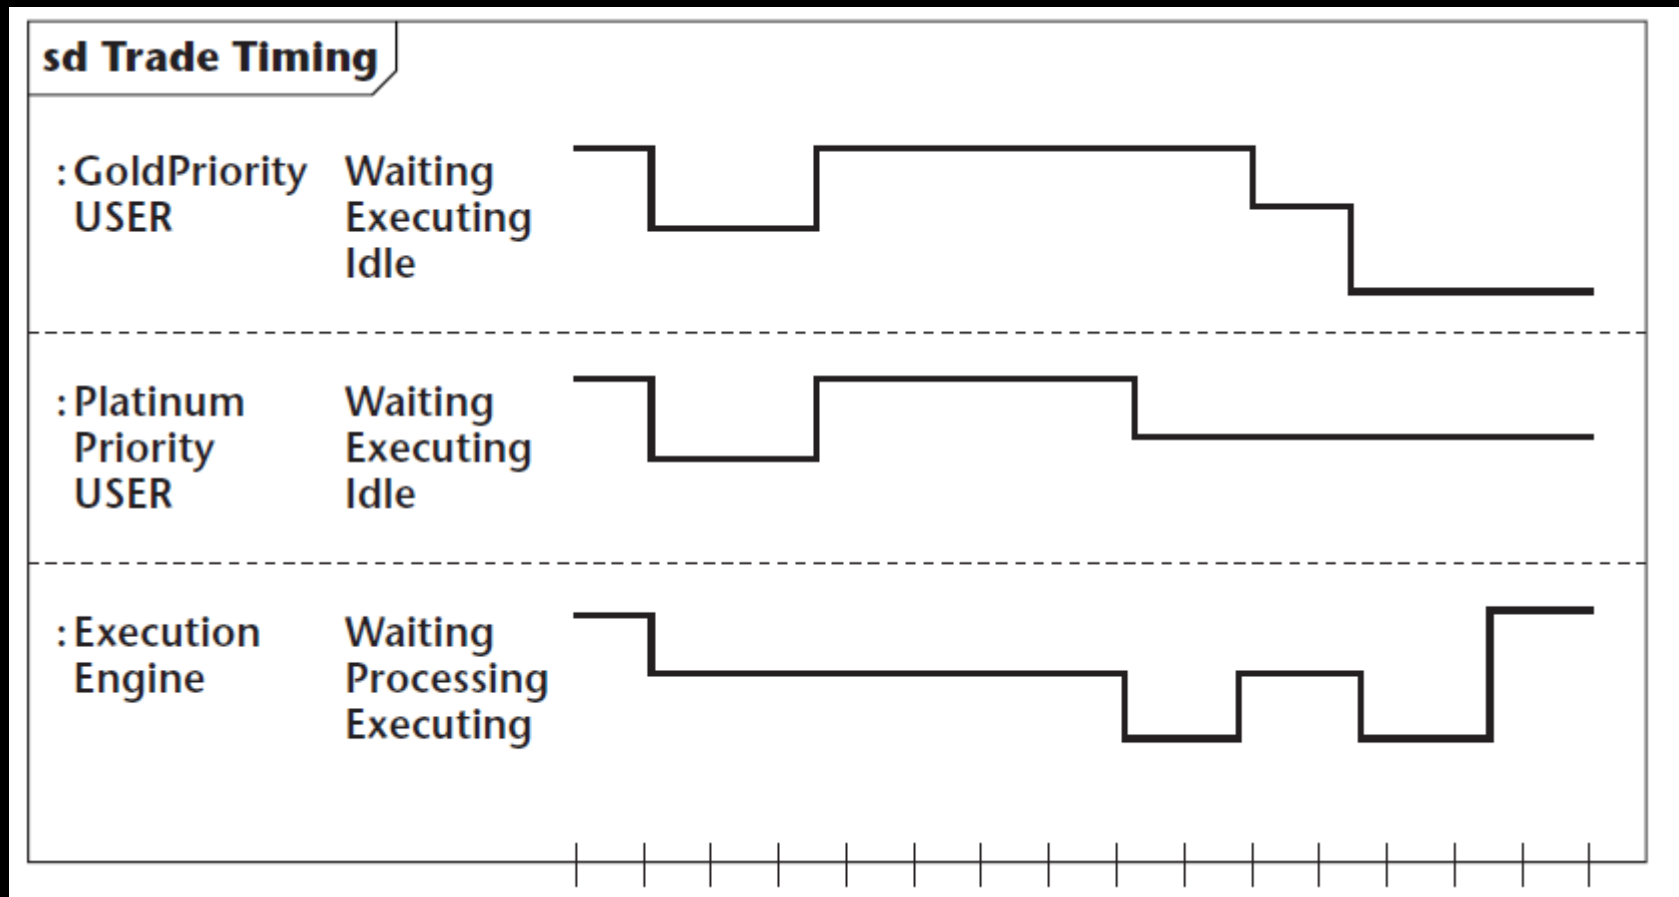 sd Trade Timing
:GoldPriority Waiting
USER Executing
Idle
:Platinum Waiting
Priority Executing
USER Idle
:Execution Waiting
Engine Processing
Executing